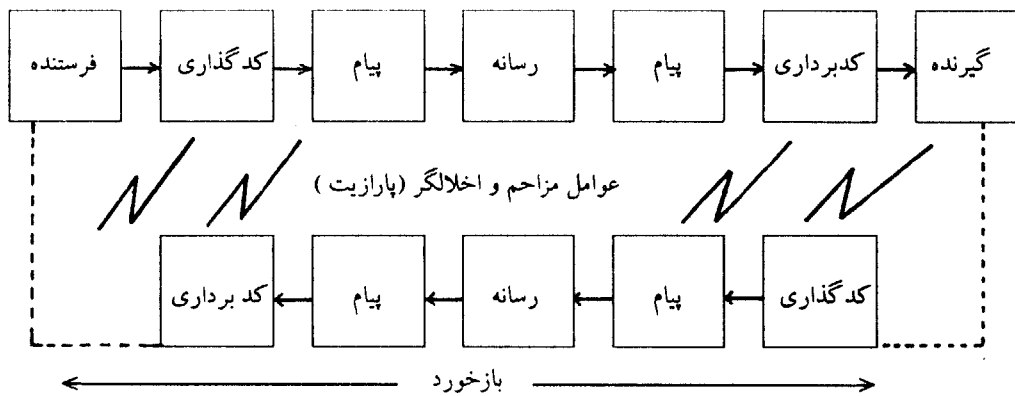 فرستنده
کدگذاری
پیام
رسانه
پیام
کدبرداری
گیرنده
عوامل مزاحم و اخلالگر (پارازیت)
کد برداری
پیام
رسانه
پیام
کدگذاری
بازخورد